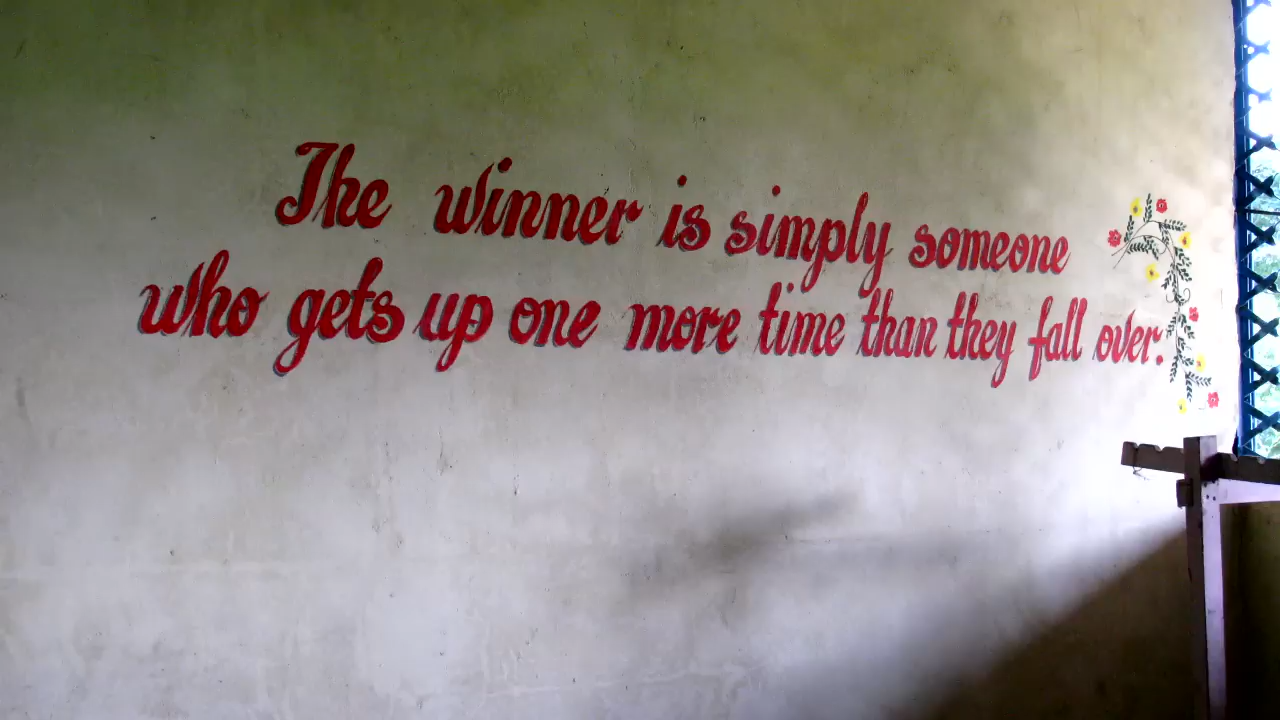 The winner is simply someone
who gets up one more time than they fall over.